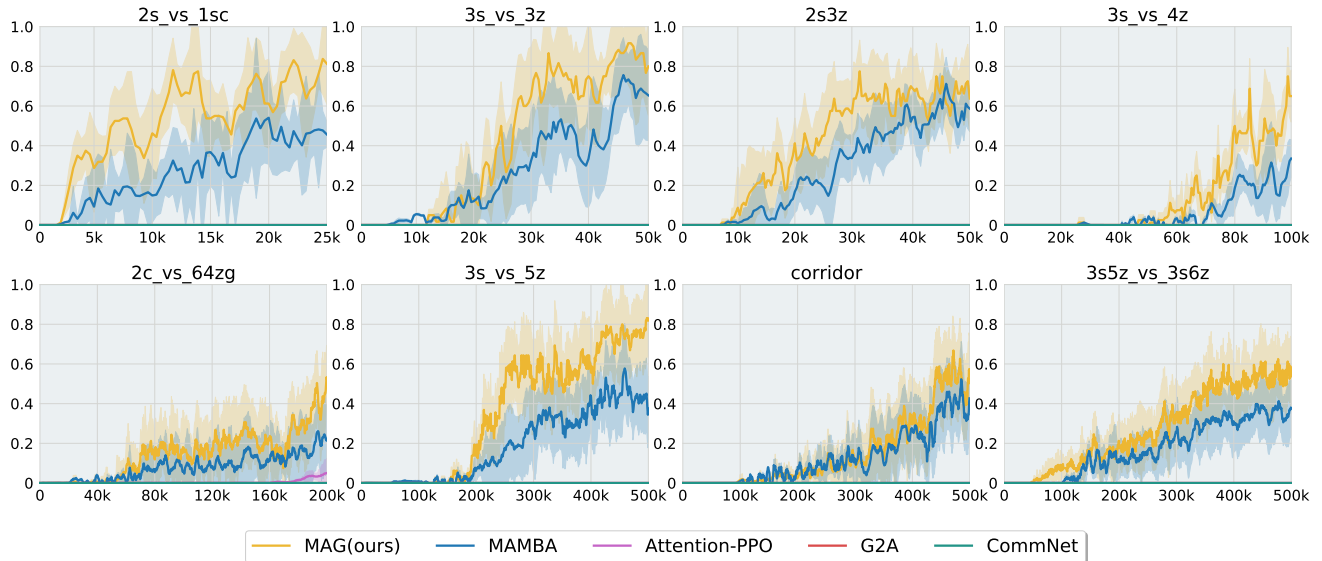 2s_vs_1sc 3s_vs_3z 2s3z 3s_vs_4z
1.0 1.0 1.0 1.0
0.8 0.8 0.8 0.8
0.6 0.6 0.6 0.6
0.4 0.4 0.4 0.4
0.2 0.2 0.2 0.2
0 0 0 0
0 5k 10k 15k 20k 25k 0 10k 20k 30k 40k 50k 0 10k 20k 30k 40k 50k 0 20k 40k 60k 80k 100k
2c_vs_64zg 3s_vs_5z corridor 3s5z_vs_3s6z
1.0 1.0 1.0 1.0
0.8 0.8 0.8 0.8
0.6 0.6 0.6 0.6
0.4 0.4 0.4 0.4
0.2 0.2 0.2 0.2
0 0 0 0
0 40k 80k 120k 160k 200k 0 100k 200k 300k 400k 500k 0 100k 200k 300k 400k 500k 0 100k 200k 300k 400k 500k
MAG(ours) MAMBA Attention-PPO G2A CommNet